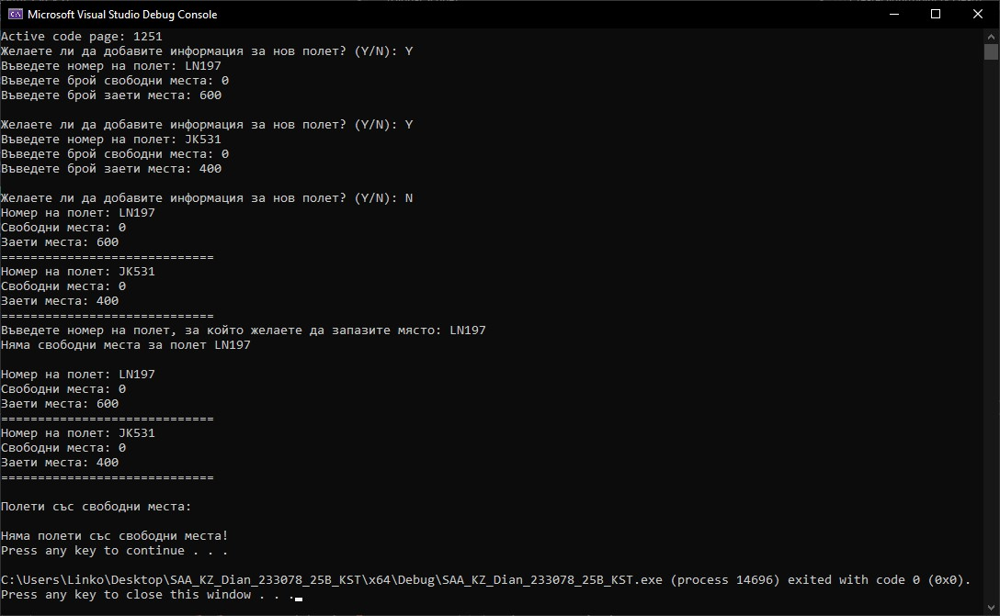 Microsoft Visual Studio Debug Console
Active code page: 1251
Желаете ли да добавите информация за нов полет? (Y/N): Y
Въведете номер на полет: LN197
Въведете брой свободни места: 0
Въведете брой заети места: 600
Желаете ли да добавите информация за нов полет? (Y/N): Y
Въведете номер на полет: JK531
Въведете брой свободни места: 0
Въведете брой заети места: 400
Желаете ли да добавите информация за нов полет? (Y/N): N
Номер на полет: LN197
Свободни места: 0
Заети места: 600
=============================
Номер на полет: JK531
Свободни места: 0
Заети места: 400
=============================
Въведете номер на полет, за който желаете да запазите място: LN197
Няма свободни места за полет LN197
Номер на полет: LN197
Свободни места: 0
Заети места: 600
=============================
Номер на полет: JK531
Свободни места: 0
Заети места: 400
=============================
Полети със свободни места:
Няма полети със свободни места!
Press any key to continue . . .
C:\Users\Linko\Desktop\SAA_KZ_Dian_233078_25B_KST\x64\Debug\SAA_KZ_Dian_233078_25B_KST.exe (process 14696) exited with code 0 (0x0).
Press any key to close this window . . .